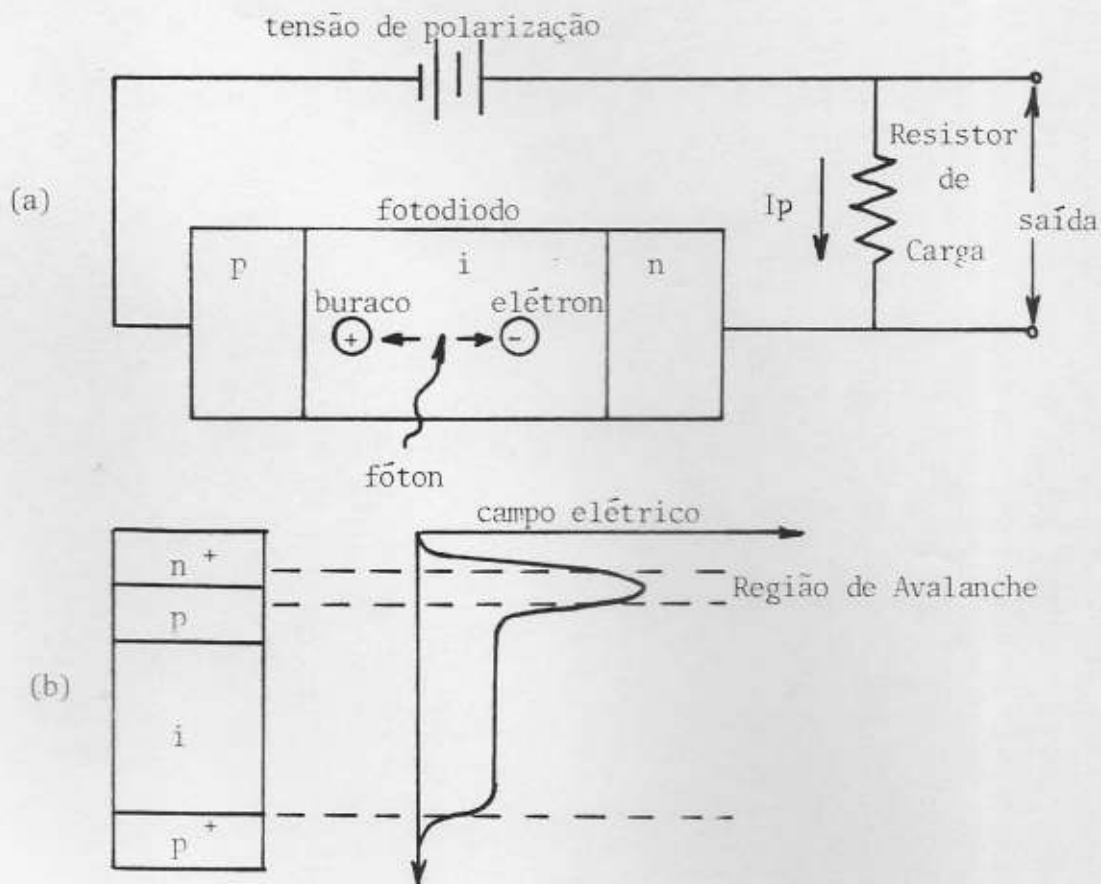 tensão de polarização
(a)
fotodiodo
p
i
n
buraco
elétron
+
-
fóton
Ip
Resistor
de
Carga
saída
(b)
n+
p
i
p+
campo elétrico
Região de Avalanche